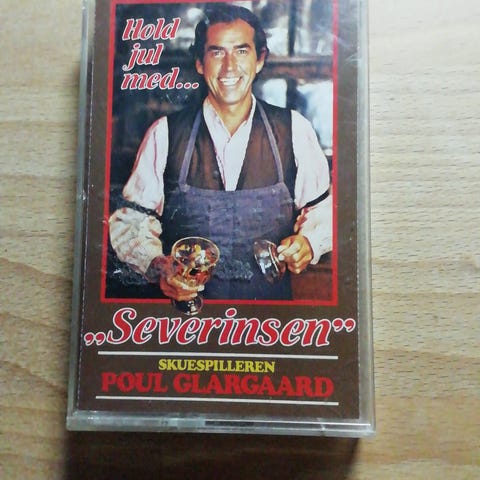 Hold
jul
med...
„Severinsen”
SKUESPILLEREN
POUL GLARGAARD